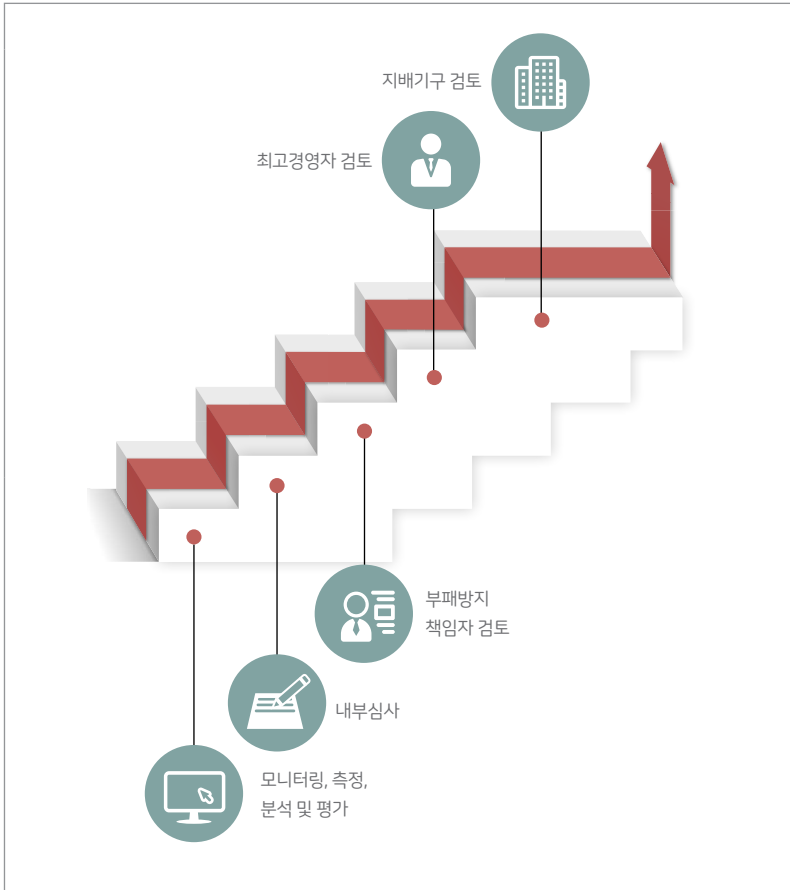 지배기구 검토
최고경영자 검토
부패방지
책임자 검토
내부심사
모니터링, 측정,
분석 및 평가